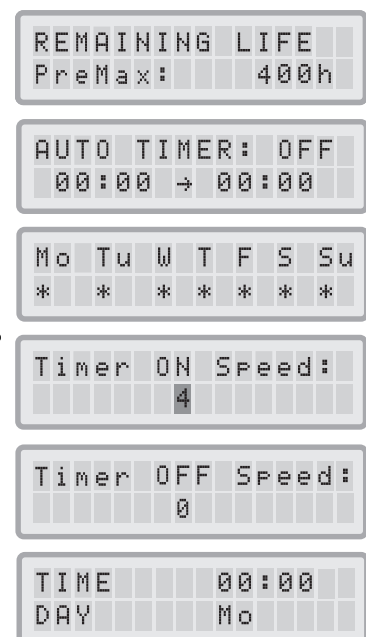 REMAINING LIFE
PreMax: 400h
AUTO TIMER: OFF
00:00 → 00:00
Mo Tu W T F S Su
* * * * * * *
Timer ON Speed:
4
Timer OFF Speed:
0
TIME 00:00
DAY Mo